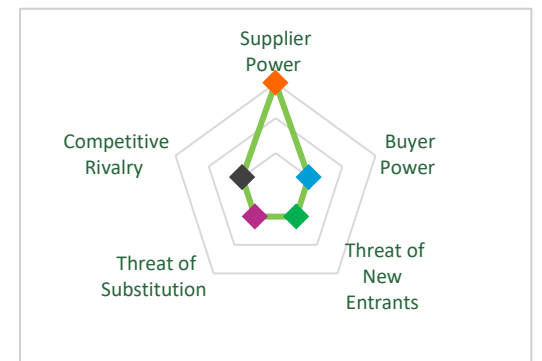 Supplier
Power
Competitive
Rivalry
Buyer
Power
Threat of
Substitution
Threat of
New
Entrants